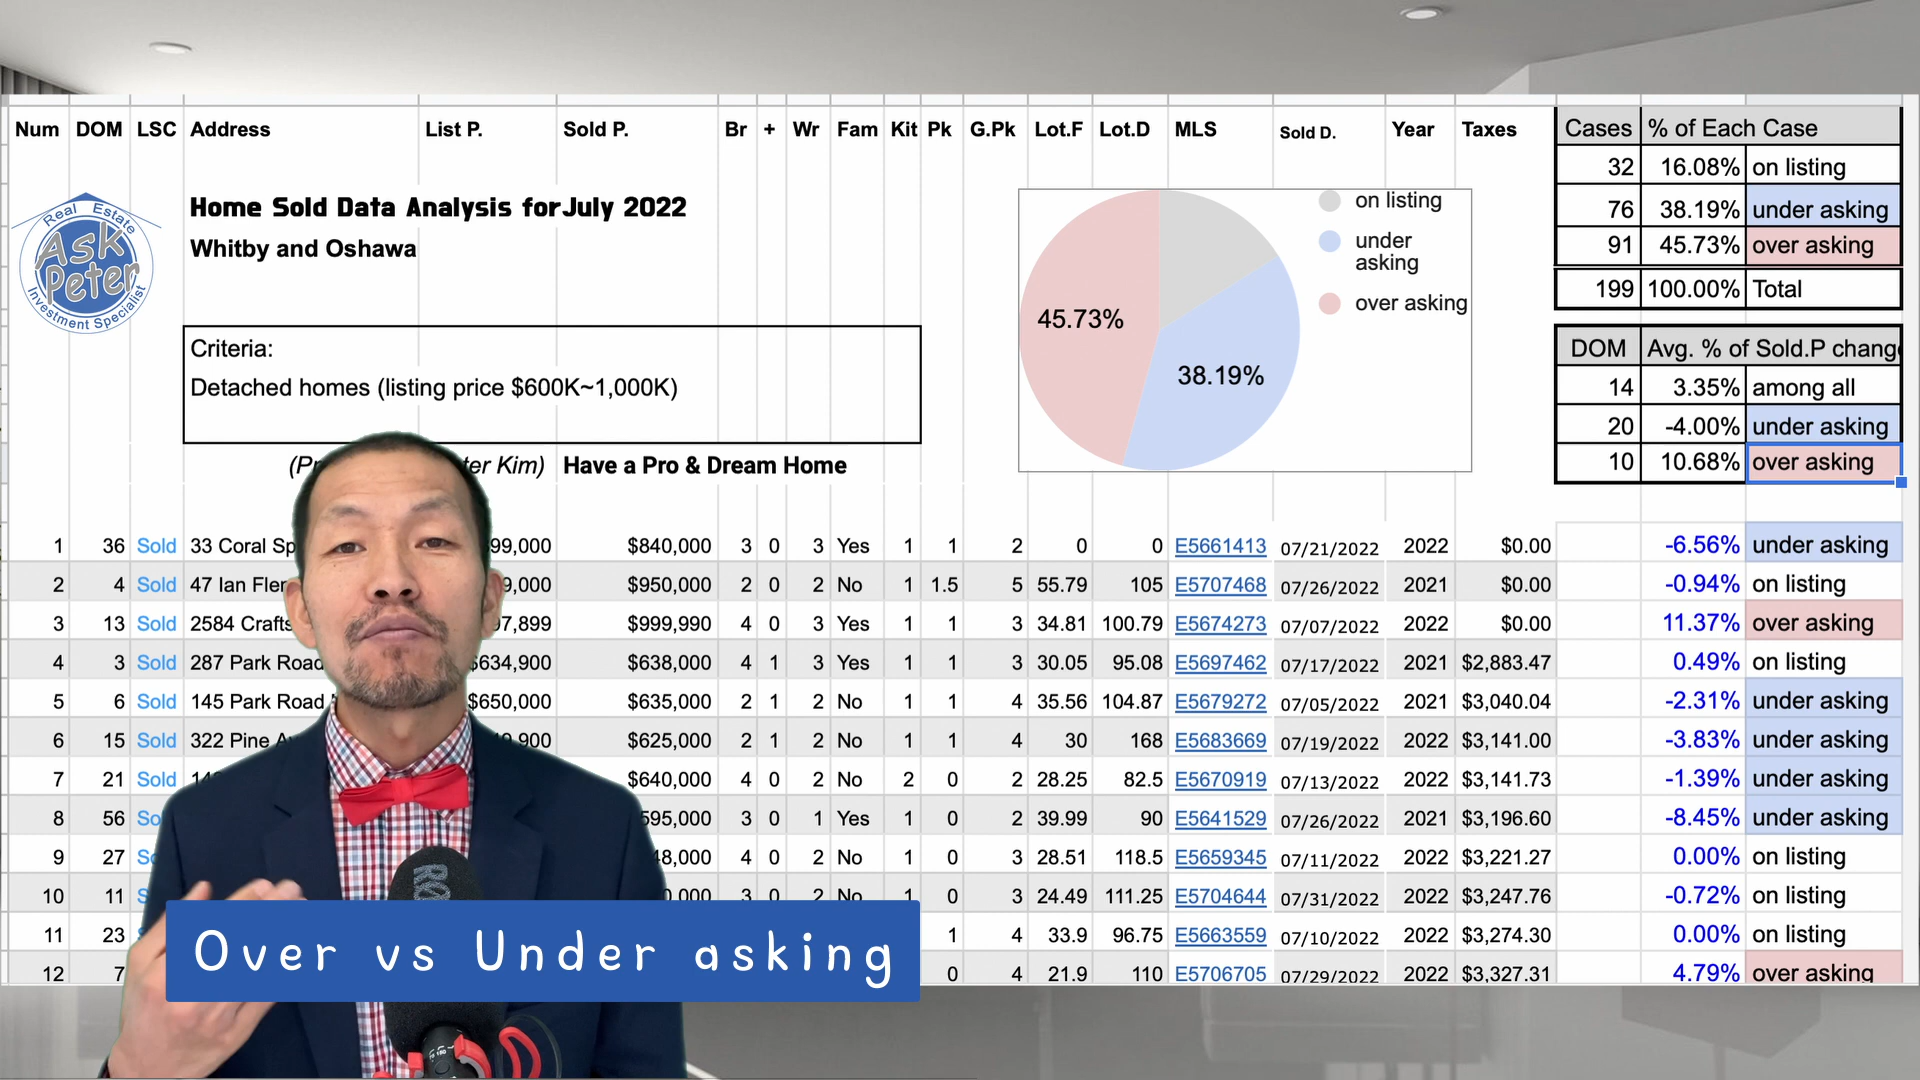 Num DOM LSC Address List P. Sold P. Br + Wr Fam Kit Pk G.Pk Lot.F Lot.D MLS Sold D. Year Taxes
Cases % of Each Case
32 16.08% on listing
76 38.19% under asking
91 45.73% over asking
199 100.00% Total
Real Estate
Ask
Peter
Investment Specialist
Home Sold Data Analysis forJuly 2022
Whitby and Oshawa
on listing
under
asking
over asking
45.73%
38.19%
Criteria:
Detached homes (listing price $600K~1,000K)
DOM Avg. % of Sold.P chang
14 3.35% among all
20 -4.00% under asking
10 10.68% over asking
Kim) Have a Pro & Dream Home
1 36 Sold 33 Coral 99,000 $840,000 3 0 3 Yes 1 1 2 0 0 E5661413 07/21/2022 2022 $0.00 -6.56% under asking
2 4 Sold 47 Ian 9,000 $950,000 2 0 2 No 1 1.5 5 55.79 105 E5707468 07/26/2022 2021 $0.00 -0.94% on listing
3 13 Sold 2584 Crafts 97,899 $999,990 4 0 3 Yes 1 1 3 34.81 100.79 E5674273 07/07/2022 2022 $0.00 11.37% over asking
4 3 Sold 287 Park Road $634,900 $638,000 4 1 3 Yes 1 1 3 30.05 95.08 E5697462 07/17/2022 2021 $2,883.47 0.49% on listing
5 6 Sold 145 Park Road $650,000 $635,000 2 1 2 No 1 1 4 35.56 104.87 E5679272 07/05/2022 2021 $3,040.04 -2.31% under asking
6 15 Sold 322 Pine 9,900 $625,000 2 1 2 No 1 1 4 30 168 E5683669 07/19/2022 2022 $3,141.00 -3.83% under asking
7 21 Sold $640,000 4 0 2 No 2 0 2 28.25 82.5 E5670919 07/13/2022 2022 $3,141.73 -1.39% under asking
8 56 So 595,000 3 0 1 Yes 1 0 2 39.99 90 E5641529 07/26/2022 2021 $3,196.60 -8.45% under asking
9 27 48,000 4 0 2 No 1 0 3 28.51 118.5 E5659345 07/11/2022 2022 $3,221.27 0.00% on listing
10 11 0,000 3 0 2 No 1 0 3 24.49 111.25 E5704644 07/31/2022 2022 $3,247.76 -0.72% on listing
11 23 1 4 33.9 96.75 E5663559 07/10/2022 2022 $3,274.30 0.00% on listing
12 7 0 4 21.9 110 E5706705 07/29/2022 2022 $3,327.31 4.79% over asking
Over vs Under asking